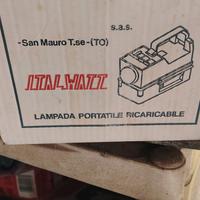 s.a.s.
-San Mauro T.se-(TO)
ITALWATT
LAMPADA PORTATILE RICARICABILE